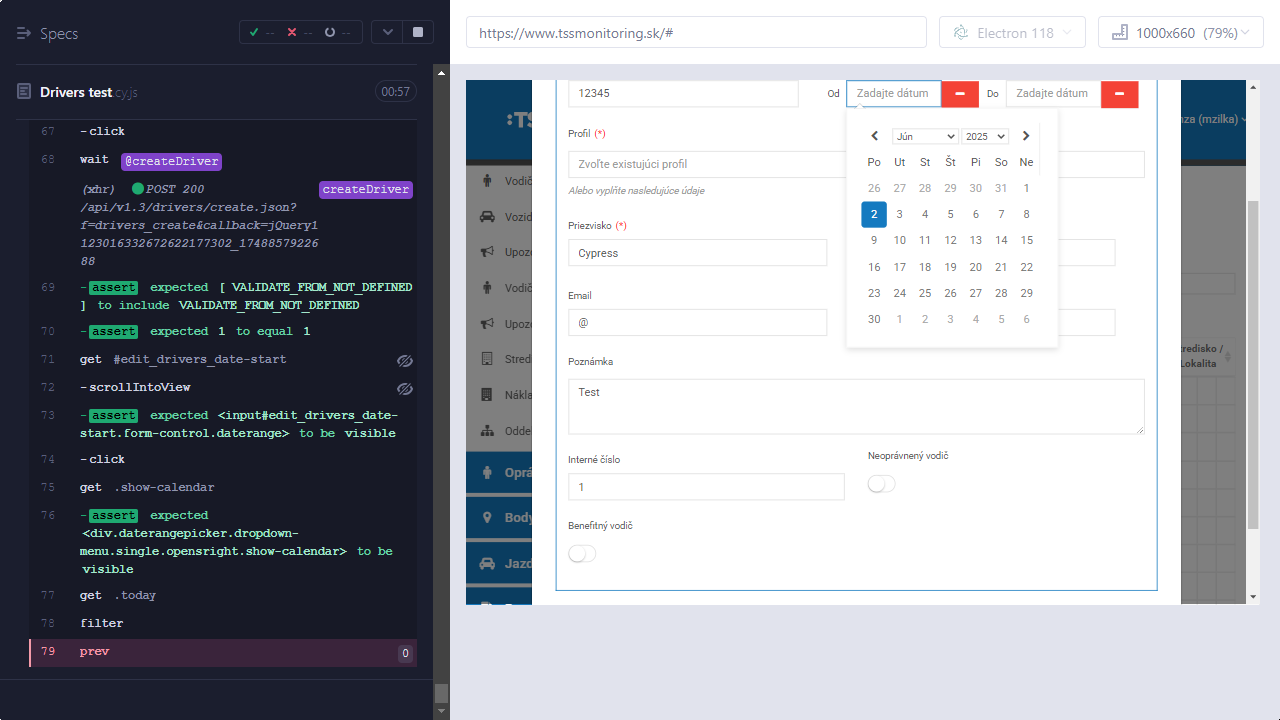 Specs
-- -- --
Drivers test.cy.js
00:57
67 -click
68 wait @createDriver
(xhr) POST 200 createDriver
/api/v1.3/drivers/create.json?
f=drivers_create&callback=jQuery1
12301633267262217​7302_17488579226
88
69 -assert expected [ VALIDATE_FROM_NOT_DEFINED
] to include VALIDATE_FROM_NOT_DEFINED
70 -assert expected 1 to equal 1
71 get #edit_drivers_date-start
72 -scrollIntoView
73 -assert expected <input#edit_drivers_date-
start.form-control.daterange> to be visible
74 -click
75 get .show-calendar
76 -assert expected
<div.daterangepicker.dropdown-
menu.single.opensright.show-calendar> to be
visible
77 get .today
78 filter
79 prev 0
https://www.tssmonitoring.sk/#
Electron 118
1000x660 (79%)
:TS
nza (mzilka)
12345
Od Zadajte dátum
Do Zadajte dátum
Profil (*)
Zvoľte existujúci profil
Alebo vyplňte nasledujúce údaje
Priezvisko (*)
Cypress
Email
@
Poznámka
Test
Interné číslo
Neoprávnený vodič
1
Benefitný vodič
Jún 2025
Po Ut St Št Pi So Ne
26 27 28 29 30 31 1
2 3 4 5 6 7 8
9 10 11 12 13 14 15
16 17 18 19 20 21 22
23 24 25 26 27 28 29
30 1 2 3 4 5 6
Vodič
Vozid
Upoz
Vodič
Upoz
Stred
Nákla
Oddel
Oprá
Body
Jazd
tredisko /
Lokalita